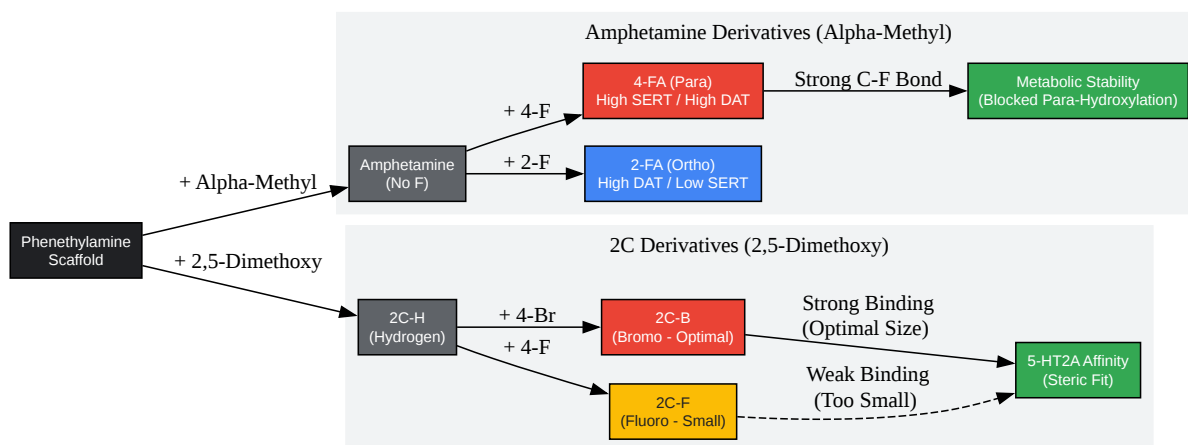 Amphetamine Derivatives (Alpha-Methyl)
4-FA (Para)
High SERT / High DAT
Strong C-F Bond
Metabolic Stability
(Blocked Para-Hydroxylation)
+ 4-F
Amphetamine
(No F)
+ 2-F
2-FA (Ortho)
High DAT / Low SERT
+ Alpha-Methyl
Phenethylamine
Scaffold
+ 2,5-Dimethoxy
2C Derivatives (2,5-Dimethoxy)
2C-H
(Hydrogen)
+ 4-Br
2C-B
(Bromo - Optimal)
Strong Binding
(Optimal Size)
+ 4-F
2C-F
(Fluoro - Small)
Weak Binding
(Too Small)
5-HT2A Affinity
(Steric Fit)